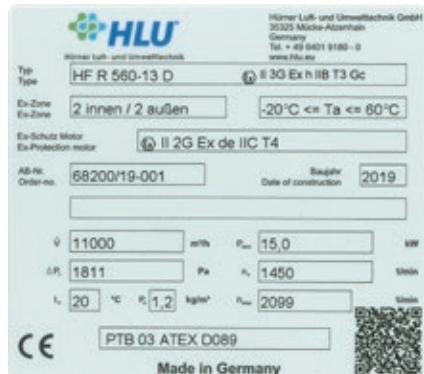 HLU
Hürner Luft- und Umwelttechnik
Hürner Luft- und Umwelttechnik GmbH
35325 Mücke-Atzenhain
Germany
Tel. + 49 6401 9180 - 0
www.hlu.eu
Typ HF R 560-13 D II 3G Ex h IIB T3 Gc
Type
Ex-Zone 2 innen / 2 außen -20°C <= Ta <= 60°C
Ex-Zone
Ex-Schutz Motor II 2G Ex de IIC T4
Ex-Protection motor
AB-Nr. 68200/19-001 Baujahr 2019
Order-no. Date of construction
V̇ 11000 m³/h 15,0 kW
1811 Pa 1450 1/min
20 °C 1,2 kg/m³ 2099 1/min
CE PTB 03 ATEX D089
Made in Germany